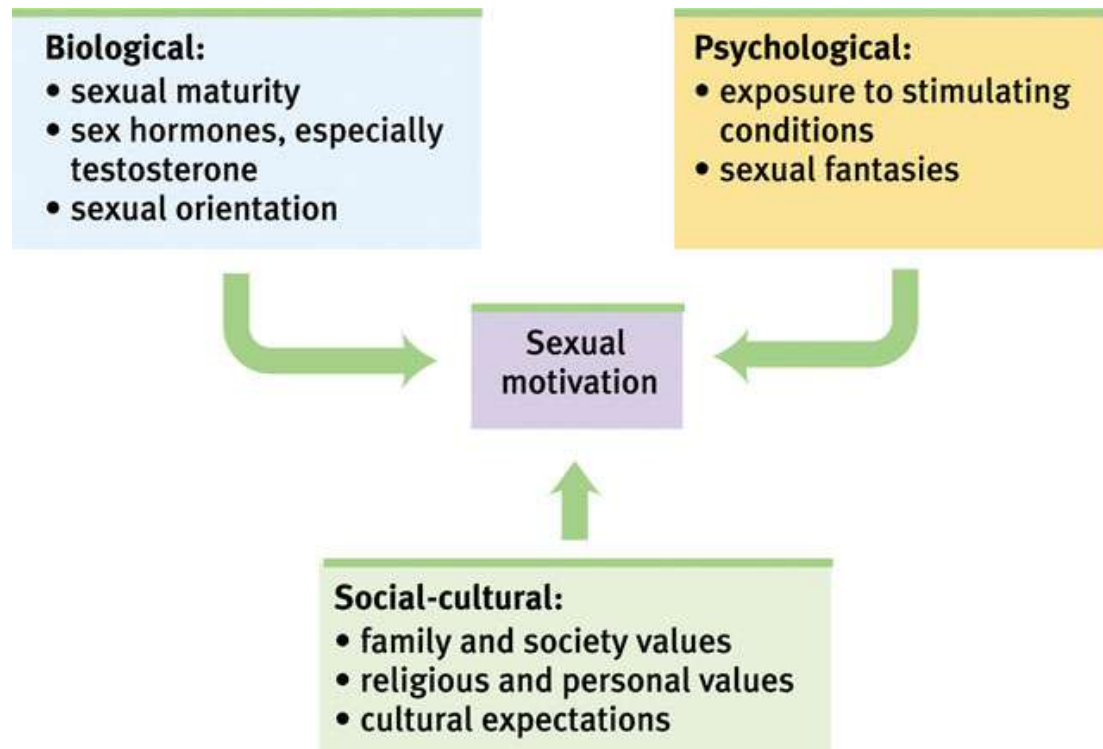 Biological:
• sexual maturity
• sex hormones, especially
testosterone
• sexual orientation
Psychological:
• exposure to stimulating
conditions
• sexual fantasies
Sexual
motivation
Social-cultural:
• family and society values
• religious and personal values
• cultural expectations